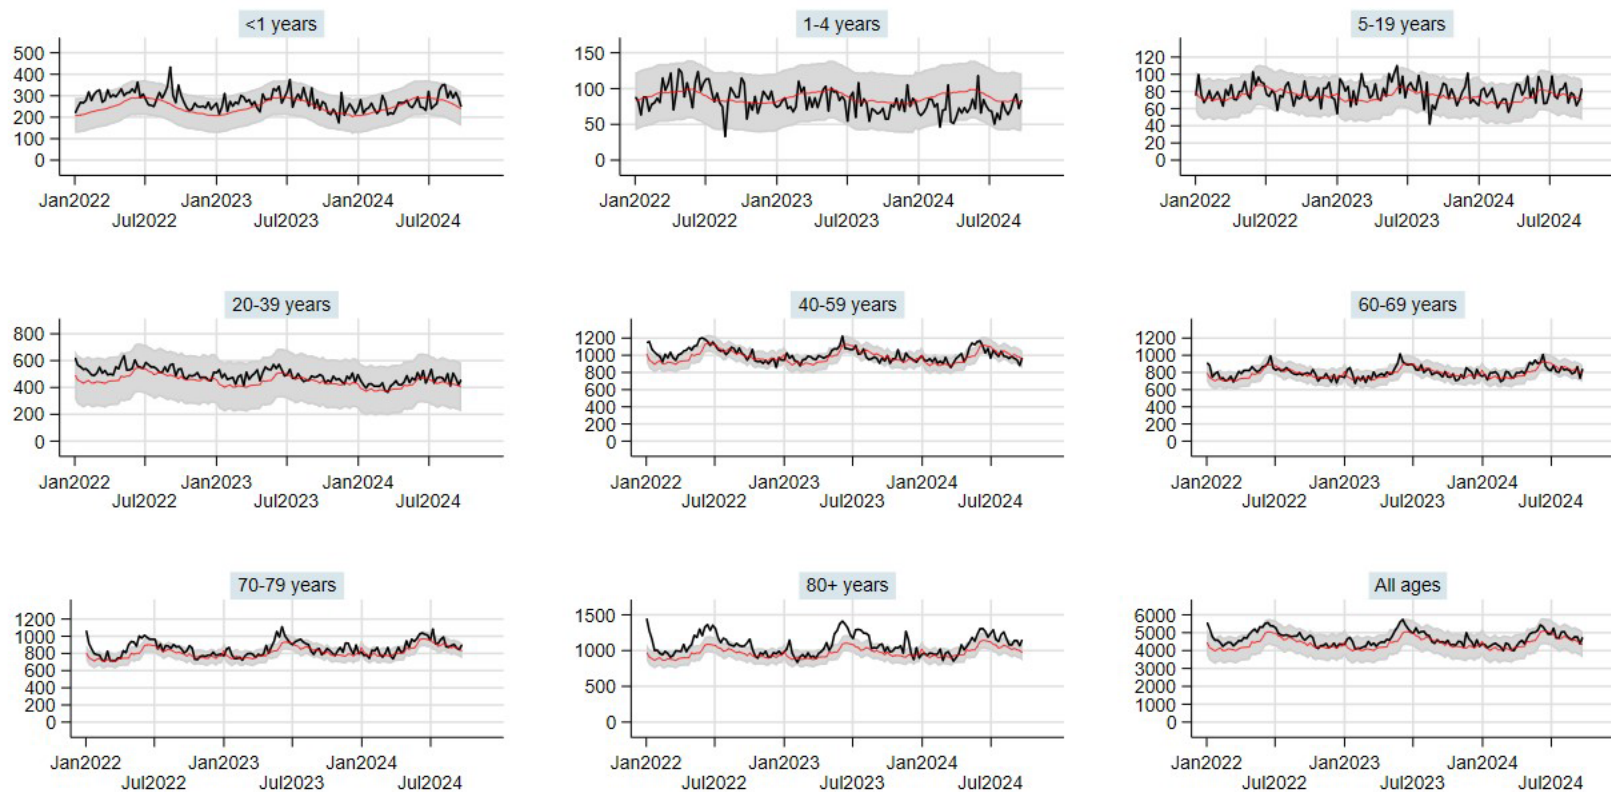 <1 years
500
400
300
200
100
0
Jan2022 Jan2023 Jan2024
Jul2022 Jul2023 Jul2024
1-4 years
150
100
50
0
Jan2022 Jan2023 Jan2024
Jul2022 Jul2023 Jul2024
5-19 years
120
100
80
60
40
20
0
Jan2022 Jan2023 Jan2024
Jul2022 Jul2023 Jul2024
20-39 years
800
600
400
200
0
Jan2022 Jan2023 Jan2024
Jul2022 Jul2023 Jul2024
40-59 years
1200
1000
800
600
400
200
0
Jan2022 Jan2023 Jan2024
Jul2022 Jul2023 Jul2024
60-69 years
1200
1000
800
600
400
200
0
Jan2022 Jan2023 Jan2024
Jul2022 Jul2023 Jul2024
70-79 years
1200
1000
800
600
400
200
0
Jan2022 Jan2023 Jan2024
Jul2022 Jul2023 Jul2024
80+ years
1500
1000
500
0
Jan2022 Jan2023 Jan2024
Jul2022 Jul2023 Jul2024
All ages
6000
5000
4000
3000
2000
1000
0
Jan2022 Jan2023 Jan2024
Jul2022 Jul2023 Jul2024